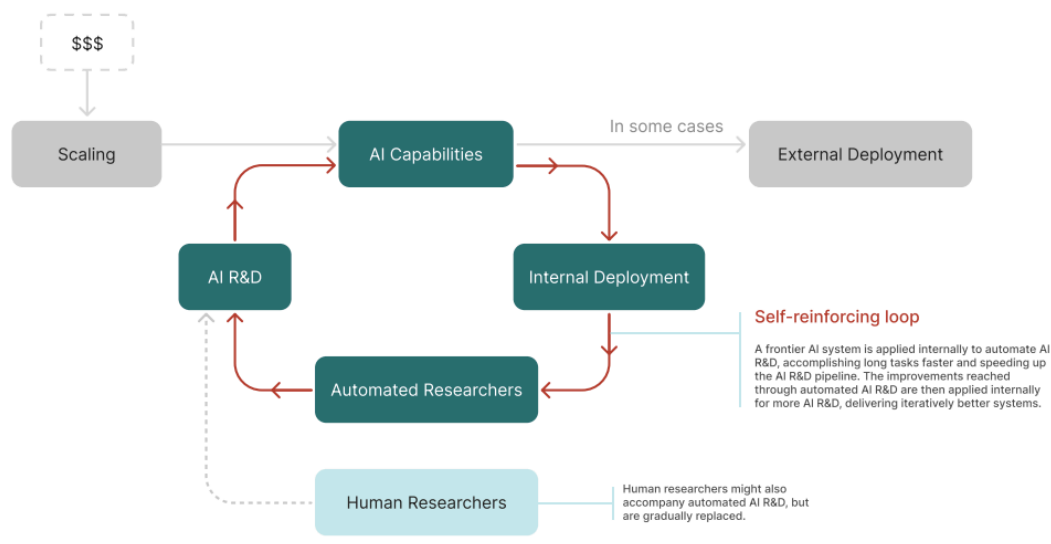 $$$
Scaling
AI Capabilities
In some cases
External Deployment
AI R&D
Internal Deployment
Self-reinforcing loop
A frontier AI system is applied internally to automate AI
R&D, accomplishing long tasks faster and speeding up
the AI R&D pipeline. The improvements reached
through automated AI R&D are then applied internally
for more AI R&D, delivering iteratively better systems.
Automated Researchers
Human Researchers
Human researchers might also
accompany automated AI R&D, but
are gradually replaced.